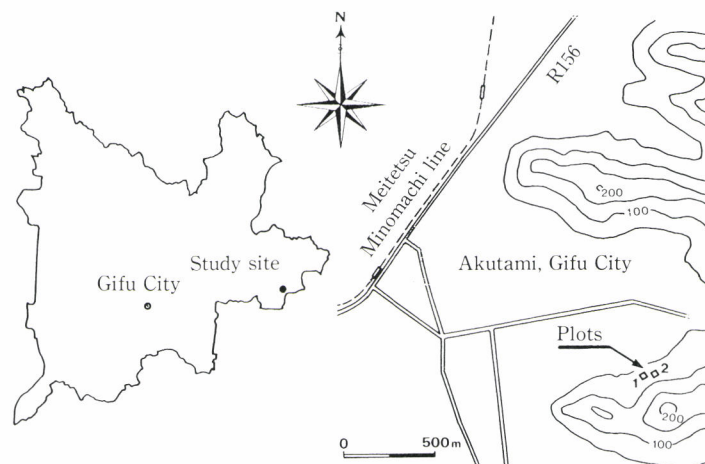 N
R156
Meitetsu
Minomachi line
200
100
Study site
Gifu City
Akutami, Gifu City
Plots
1 2
200
100
0 500m